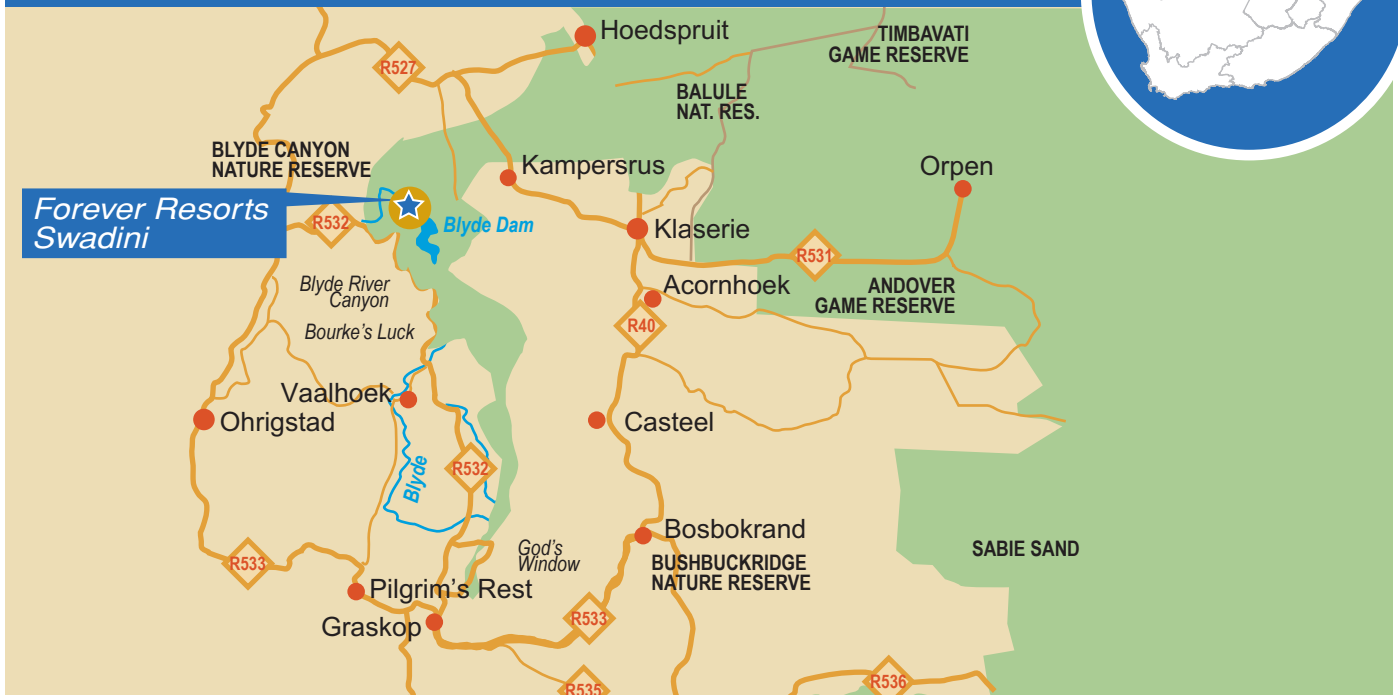 Hoedspruit
TIMBAVATI
GAME RESERVE
R527
BALULE
NAT. RES.
BLYDE CANYON
NATURE RESERVE
Kampersrus
Orpen
Forever Resorts
Swadini
R532
Blyde Dam
Klaserie
R531
Blyde River
Canyon
Acornhoek
ANDOVER
GAME RESERVE
Bourke's Luck
R40
Vaalhoek
Ohrigstad
Casteel
Blyde
R532
Bosbokrand
God's
Window
SABIE SAND
R533
BUSHBUCKRIDGE
NATURE RESERVE
Pilgrim's Rest
Graskop
R533
R535
R536